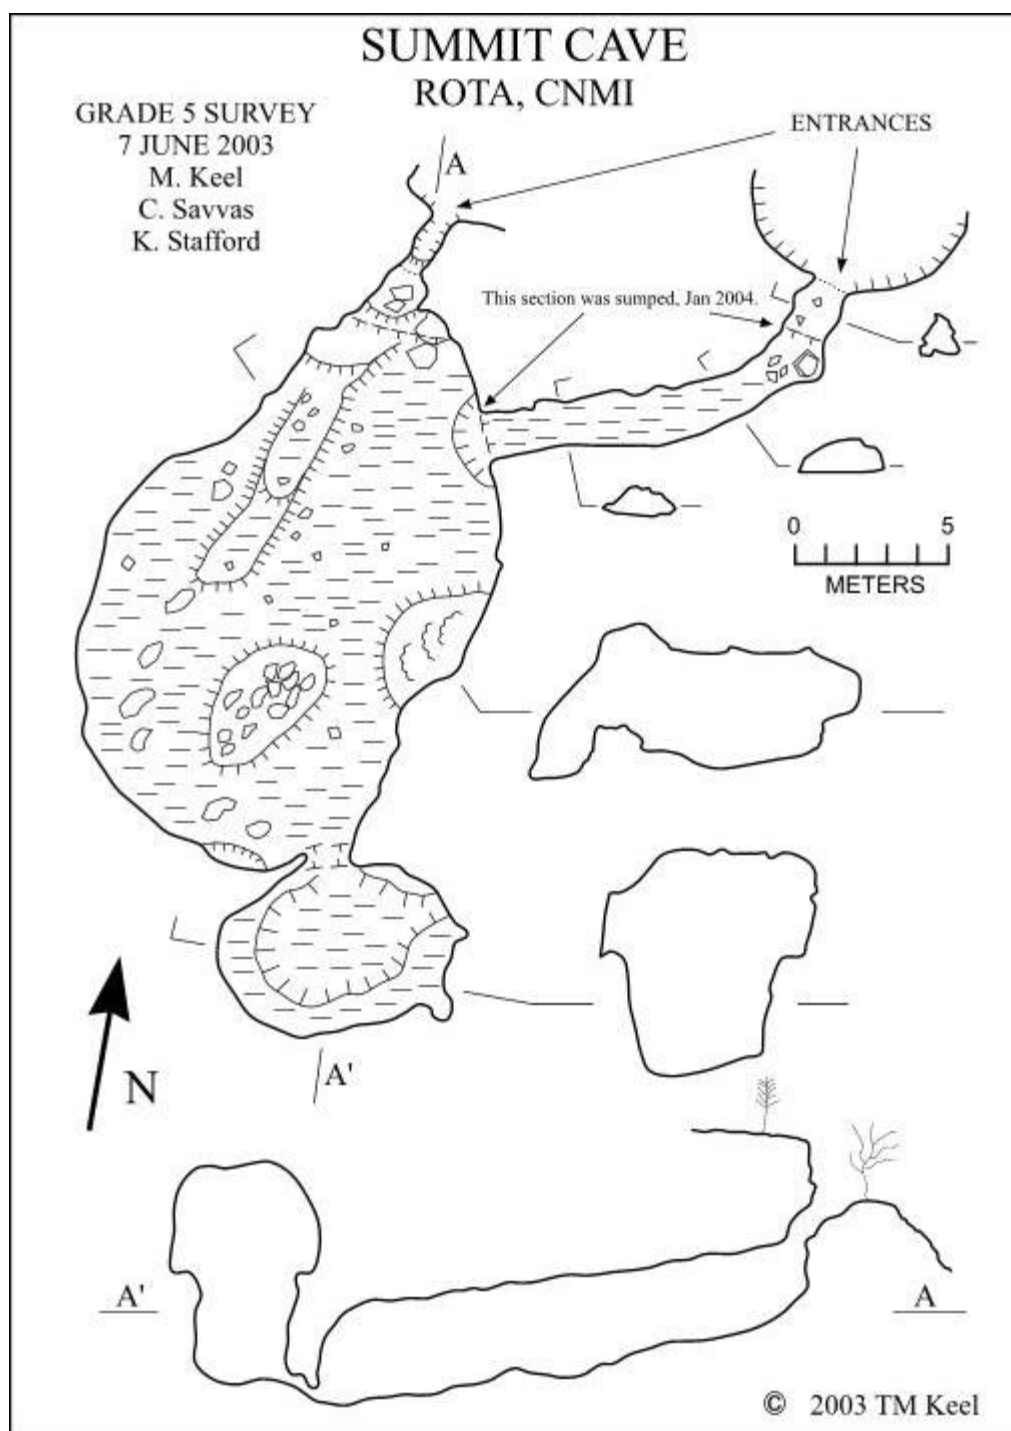 SUMMIT CAVE
ROTA, CNMI
GRADE 5 SURVEY
7 JUNE 2003
M. Keel
C. Savvas
K. Stafford
ENTRANCES
A
This section was sumped, Jan 2004.
0 5
METERS
N
A'
A'
A
© 2003 TM Keel